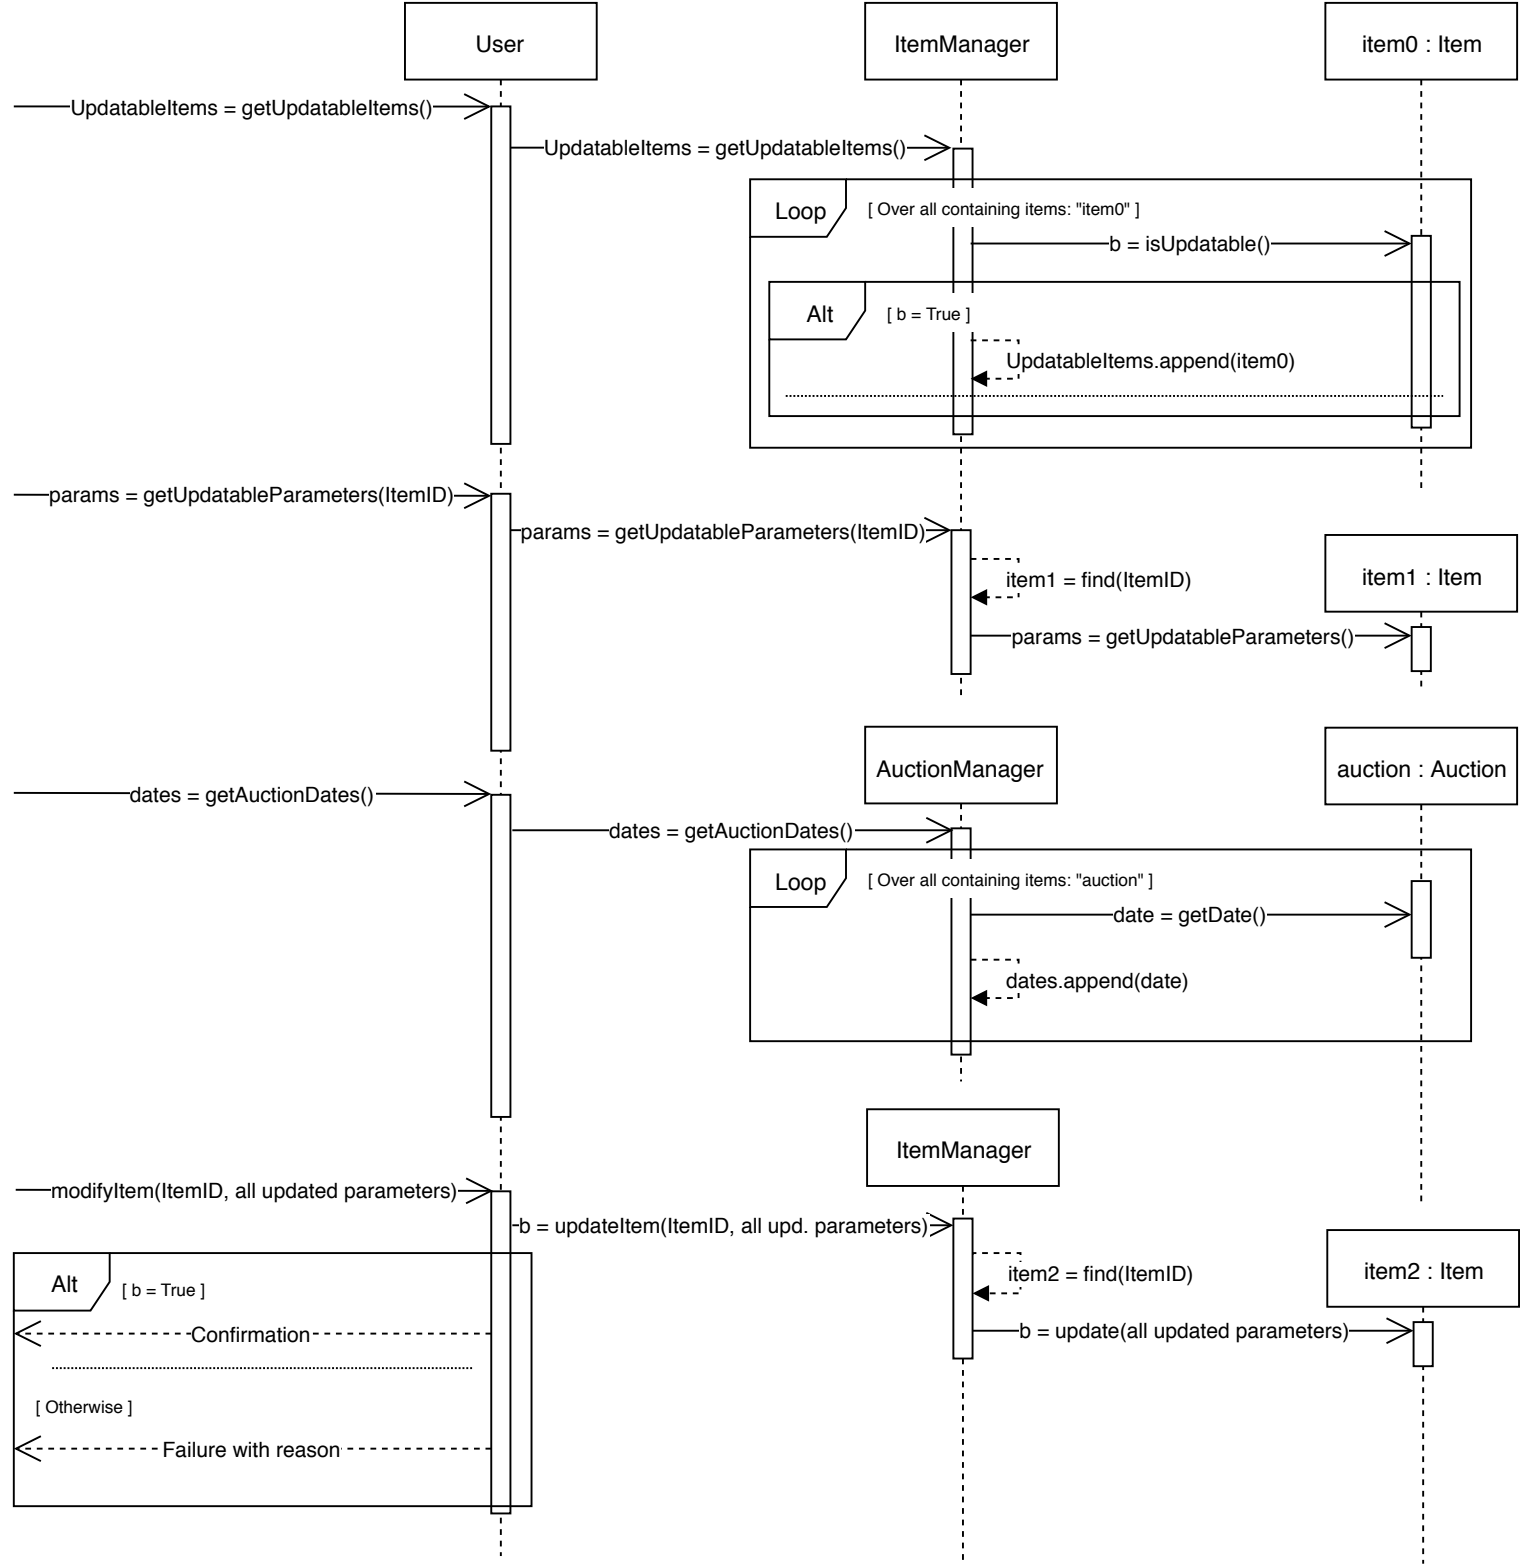 User
ItemManager
item0 : Item
UpdatableItems = getUpdatableItems()
UpdatableItems = getUpdatableItems()
Loop
[ Over all containing items: "item0" ]
b = isUpdatable()
Alt
[ b = True ]
UpdatableItems.append(item0)
params = getUpdatableParameters(ItemID)
params = getUpdatableParameters(ItemID)
item1 = find(ItemID)
item1 : Item
params = getUpdatableParameters()
AuctionManager
auction : Auction
dates = getAuctionDates()
dates = getAuctionDates()
Loop
[ Over all containing items: "auction" ]
date = getDate()
dates.append(date)
ItemManager
modifyItem(ItemID, all updated parameters)
b = updateItem(ItemID, all upd. parameters)
item2 = find(ItemID)
item2 : Item
Alt
[ b = True ]
Confirmation
b = update(all updated parameters)
[ Otherwise ]
Failure with reason